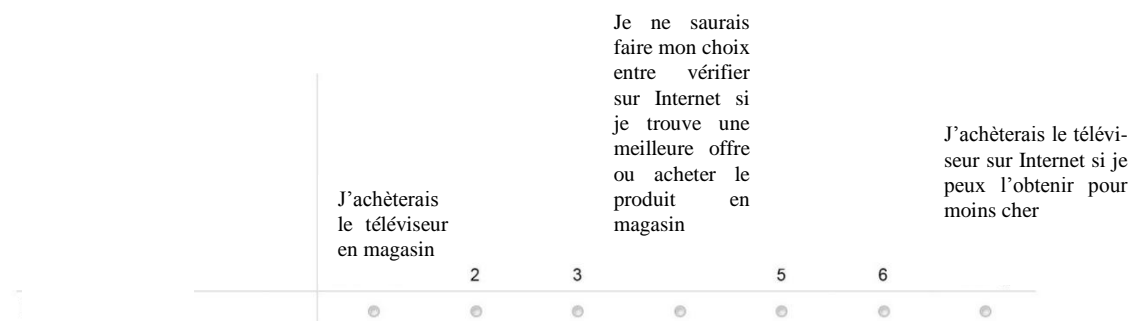 Je ne saurais
faire mon choix
entre vérifier
sur Internet si
je trouve une
meilleure offre
ou acheter le
produit en
magasin
J'achèterais le télévi-
seur sur Internet si je
peux l'obtenir pour
moins cher
J'achèterais
le téléviseur
en magasin
2 3 5 6